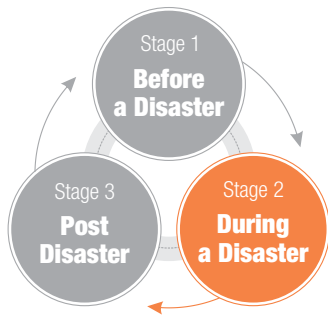 Stage 1
Before
a Disaster
Stage 2
During
a Disaster
Stage 3
Post
Disaster